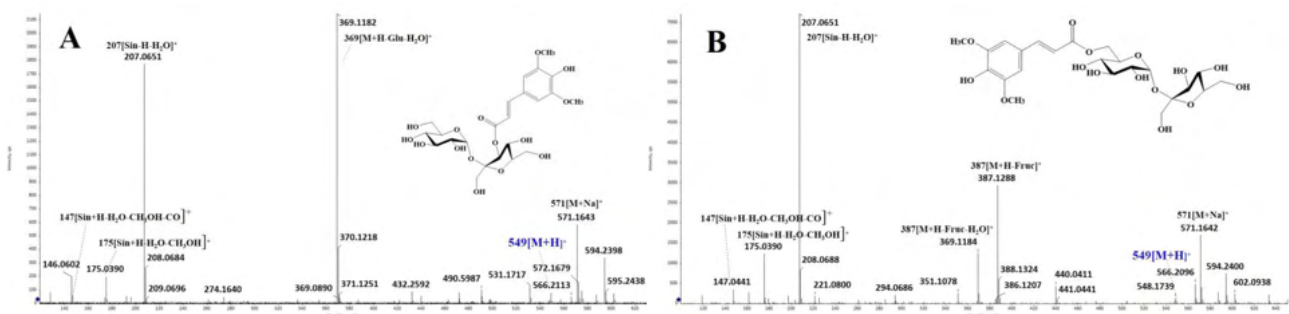 A
369.1182
369[M+H-Glu-H₂O]⁺
207[Sin-H-H₂O]⁺
207.0651
OCH₃
OH
OCH₃
O
O
HO
HO
HO
OH
OH
OH
HO
147[Sin+H-H₂O-CH₃OH-CO]⁺
175[Sin+H-H₂O-CH₃OH]⁺
146.0602
175.0390
208.0684
209.0696
274.1640
369.0890
370.1218
371.1251
432.2592
490.5987
531.1717
549[M+H]⁺
571[M+Na]⁺
571.1643
572.1679
566.2113
594.2398
595.2438
B
207.0651
207[Sin-H-H₂O]⁺
H₃CO
HO
OCH₃
O
O
HO
HO
OH
O
HO
OH
OH
HO
387[M+H-Fruc]⁺
387.1288
387[M+H-Fruc-H₂O]⁺
369.1184
147[Sin+H-H₂O-CH₃OH-CO]⁺
175[Sin+H-H₂O-CH₃OH]⁺
175.0390
147.0441
208.0688
221.0800
294.0686
351.1078
388.1324
386.1207
440.0411
441.0441
571[M+Na]⁺
571.1642
549[M+H]⁺
566.2096
548.1739
594.2400
602.0938